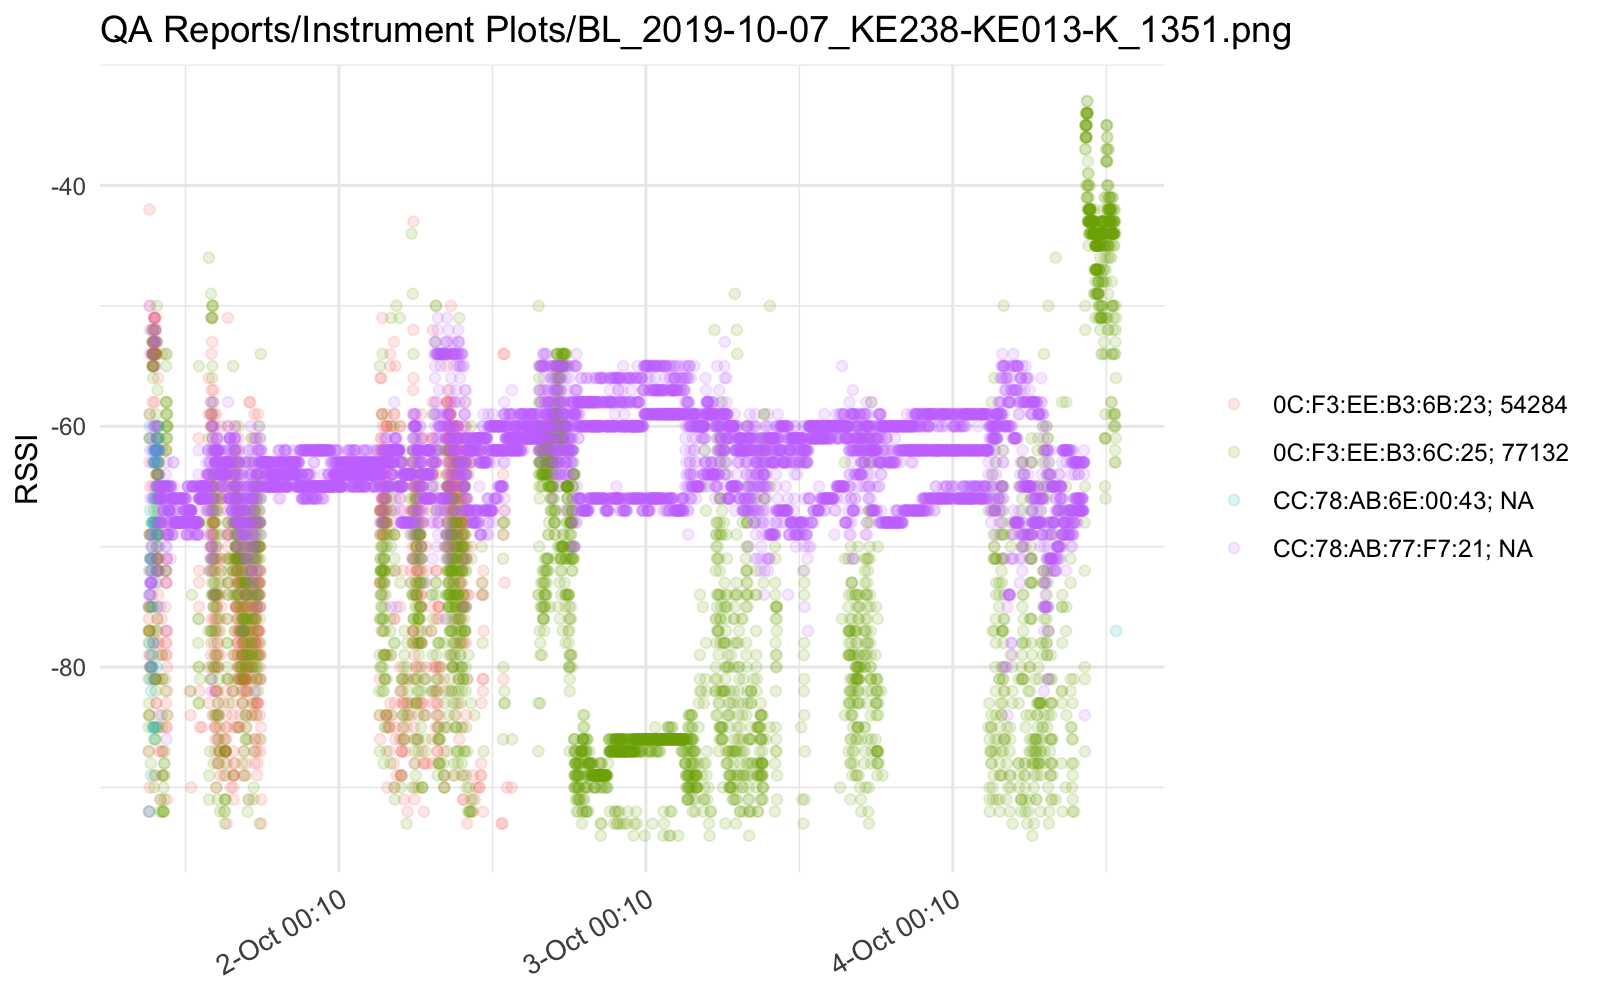 QA Reports/Instrument Plots/BL_2019-10-07_KE238-KE013-K_1351.png
RSSI
-40
-60
-80
2-Oct 00:10
3-Oct 00:10
4-Oct 00:10
0C:F3:EE:B3:6B:23; 54284
0C:F3:EE:B3:6C:25; 77132
CC:78:AB:6E:00:43; NA
CC:78:AB:77:F7:21; NA